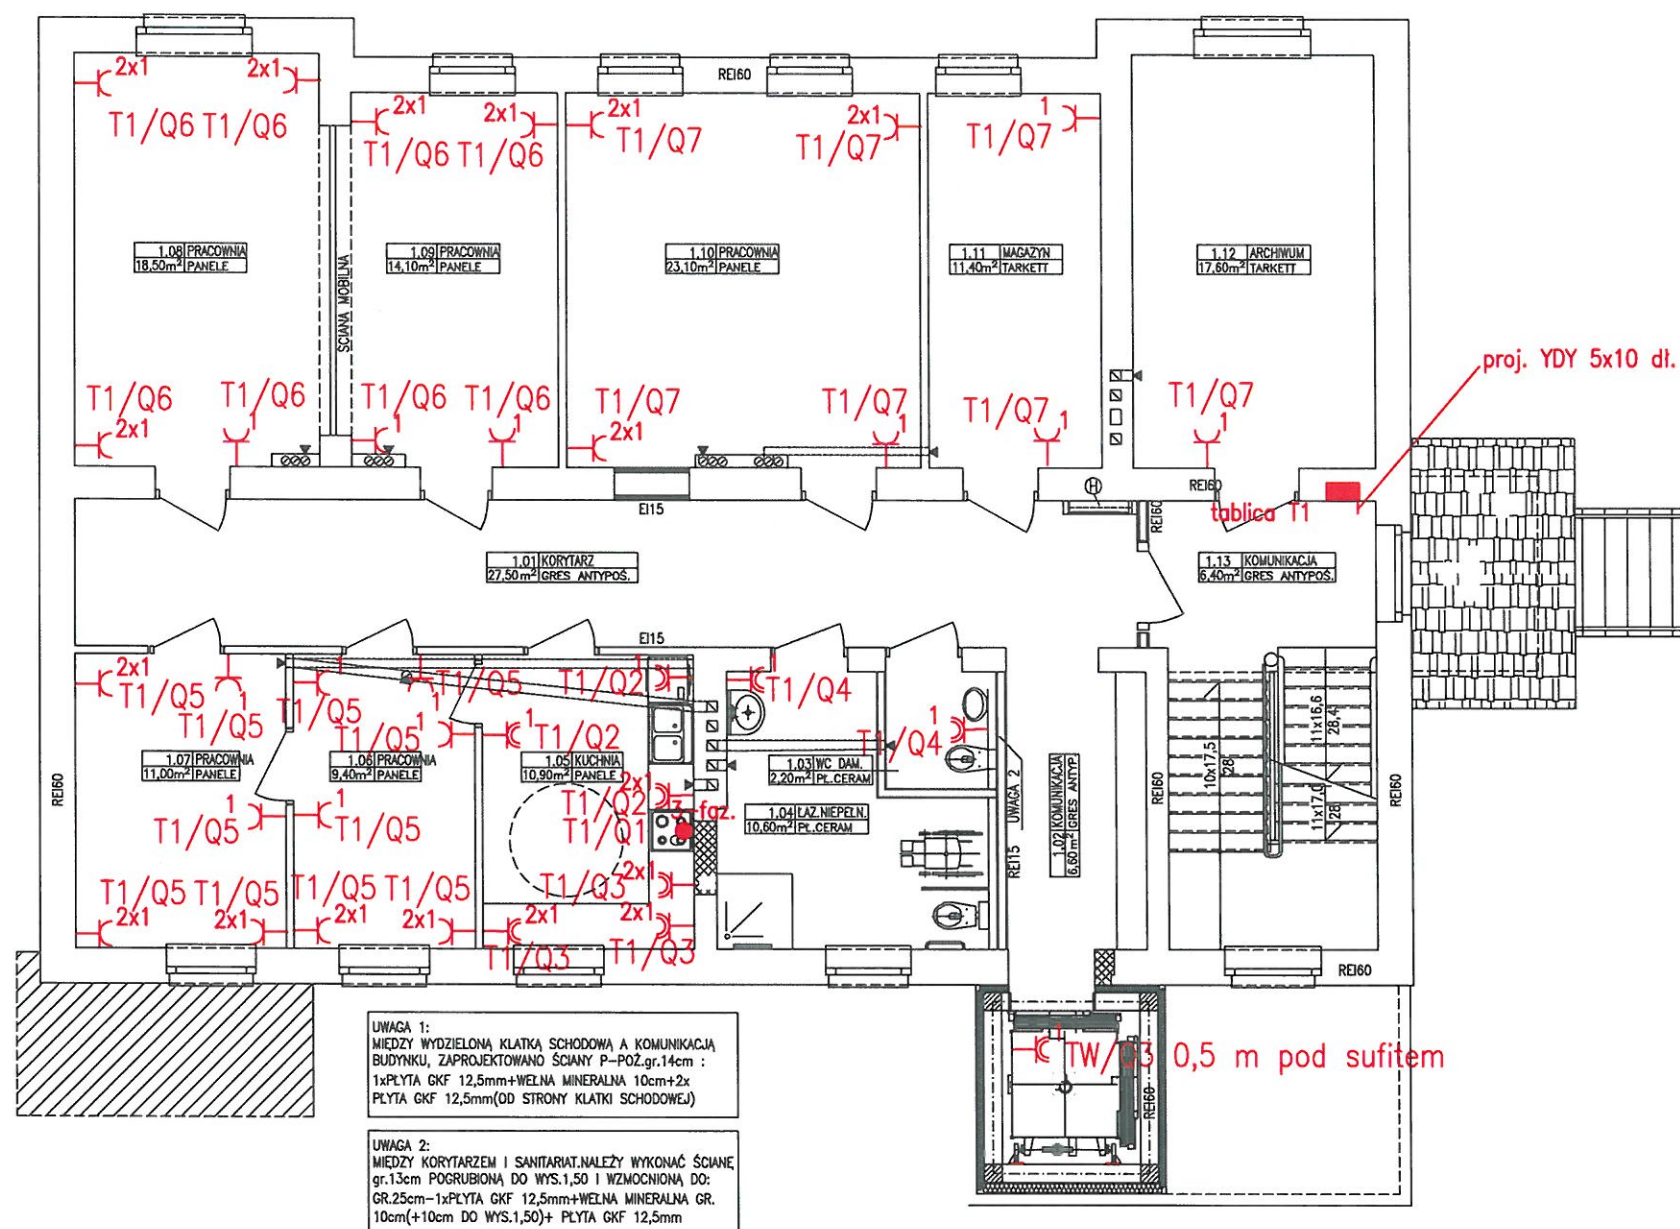 REI60
2x1
2x1
T1/Q6 T1/Q6
2x1
2x1
T1/Q6 T1/Q6
2x1
T1/Q7
2x1
T1/Q7
1
T1/Q7
1.08 PRACOWNIA
18,50m² PANELE
ŚCIANA MOBILNA
1.09 PRACOWNIA
14,10m² PANELE
1.10 PRACOWNIA
23,10m² PANELE
1.11 MAGAZYN
11,40m² TARKETT
1.12 ARCHIWUM
17,60m² TARKETT
proj. YDY 5x10 dł.
T1/Q6
2x1
T1/Q6
1
T1/Q6
1
T1/Q6
1
T1/Q7
2x1
T1/Q7
1
T1/Q7
1
T1/Q7
1
H
REI60
tablica T1
EI15
REI60
1.01 KORYTARZ
27,50m² GRES ANTYPOŚ.
1.13 KOMUNIKACJA
6,40m² GRES ANTYPOŚ.
EI15
2x1
T1/Q5
1
T1/Q5
1
T1/Q5
1
T1/Q5
1
T1/Q5
1
T1/Q2
1
T1/Q2
1
T1/Q4
1
T1/Q4
1.07 PRACOWNIA
11,00m² PANELE
1.06 PRACOWNIA
9,40m² PANELE
1.05 KUCHNIA
10,90m² PANELE
1.03 WC DAM.
2,20m² PŁ.CERAM
1.04 ŁAZ.NIEPEŁN.
10,60m² PŁ.CERAM
REI60
1
T1/Q5
1
T1/Q5
2x1
T1/Q2
T1/Q1
3-faz.
UWAGA 2
REI15
1.02 KOMUNIKACJA
6,60m² GRES ANTYP.
REI60
10x17,5
28
11x16,6
28,4
11x17,0
28
REI60
T1/Q5 T1/Q5
2x1
2x1
T1/Q5 T1/Q5
2x1
2x1
T1/Q3
2x1
2x1
T1/Q3
2x1
T1/Q3
REI60
UWAGA 1:
MIĘDZY WYDZIELONĄ KLATKĄ SCHODOWĄ A KOMUNIKACJĄ
BUDYNKU, ZAPROJEKTOWANO ŚCIANY P-POŻ.gr.14cm :
1xPŁYTA GKF 12,5mm+WEŁNA MINERALNA 10cm+2x
PŁYTA GKF 12,5mm(OD STRONY KLATKI SCHODOWEJ)
1
TW/03 0,5 m pod sufitem
REI60
UWAGA 2:
MIĘDZY KORYTARZEM I SANITARIAT.NALEŻY WYKONAĆ ŚCIANĘ
gr.13cm POGRUBIONĄ DO WYS.1,50 I WZMOCNIONĄ DO:
GR.25cm-1xPŁYTA GKF 12,5mm+WEŁNA MINERALNA GR.
10cm(+10cm DO WYS.1,50)+ PŁYTA GKF 12,5mm